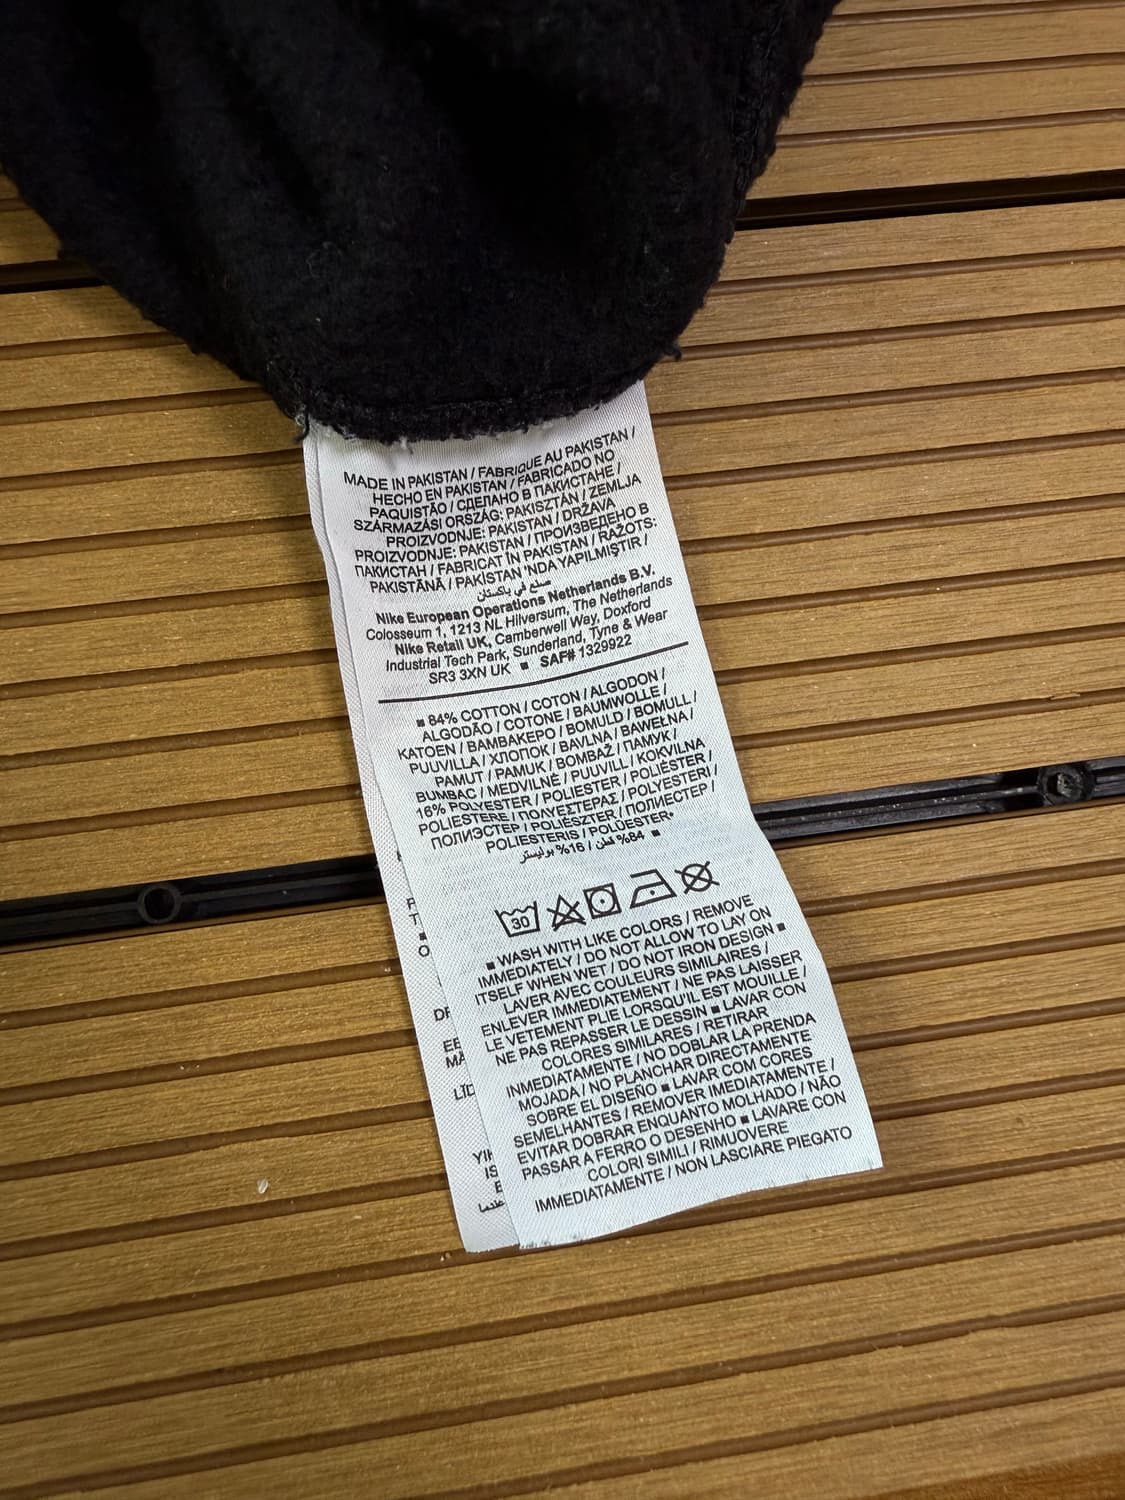 MADE IN PAKISTAN / FABRIQUE AU PAKISTAN /
HECHO EN PAKISTAN / FABRICADO NO
PAQUISTÃO / СДЕЛАНО В ПАКИСТАНЕ /
SZÁRMAZÁSI ORSZÁG: PAKISZTÁN / ZEMLJA
PROIZVODNJE: PAKISTAN / DRŽAVA
PROIZVODNJE: PAKISTAN / ПРОИЗВЕДЕНО В
ПАКИСТАН / FABRICAT ÎN PAKISTAN / RAŽOTS:
PAKISTĀNĀ / PAKİSTAN 'NDA YAPILMIŞTIR /
صنع في باكستان
Nike European Operations Netherlands B.V.
Colosseum 1, 1213 NL Hilversum, The Netherlands
Nike Retail UK, Camberwell Way, Doxford
Industrial Tech Park, Sunderland, Tyne & Wear
SR3 3XN UK ■ SAF# 1329922
■ 84% COTTON / COTON / ALGODON /
ALGODÃO / COTONE / BAUMWOLLE /
KATOEN / ΒΑΜΒΑΚΕΡΟ / BOMULD / BOMULL /
PUUVILLA / ХЛОПОК / BAVLNA / BAWEŁNA /
PAMUT / PAMUK / BOMBAŽ / ПАМУК /
BUMBAC / MEDVILNĖ / PUUVILL / KOKVILNA
16% POLYESTER / POLIESTER / POLIÉSTER /
POLIESTERE / ΠΟΛΥΕΣΤΕΡΑΣ / POLYESTERI /
ПОЛИЭСТЕР / POLIÉSZTER / ПОЛИЕСТЕР /
POLIESTERIS / POLÜESTER
84% قطن / 16% بوليستر ■
30
■ WASH WITH LIKE COLORS / REMOVE
IMMEDIATELY / DO NOT ALLOW TO LAY ON
ITSELF WHEN WET / DO NOT IRON DESIGN ■
LAVER AVEC COULEURS SIMILAIRES /
ENLEVER IMMEDIATEMENT / NE PAS LAISSER
LE VETEMENT PLIE LORSQU'IL EST MOUILLE /
NE PAS REPASSER LE DESSIN ■ LAVAR CON
COLORES SIMILARES / RETIRAR
INMEDIATAMENTE / NO DOBLAR LA PRENDA
MOJADA / NO PLANCHAR DIRECTAMENTE
SOBRE EL DISEÑO ■ LAVAR COM CORES
SEMELHANTES / REMOVER IMEDIATAMENTE /
EVITAR DOBRAR ENQUANTO MOLHADO / NÃO
PASSAR A FERRO O DESENHO ■ LAVARE CON
COLORI SIMILI / RIMUOVERE
IMMEDIATAMENTE / NON LASCIARE PIEGATO